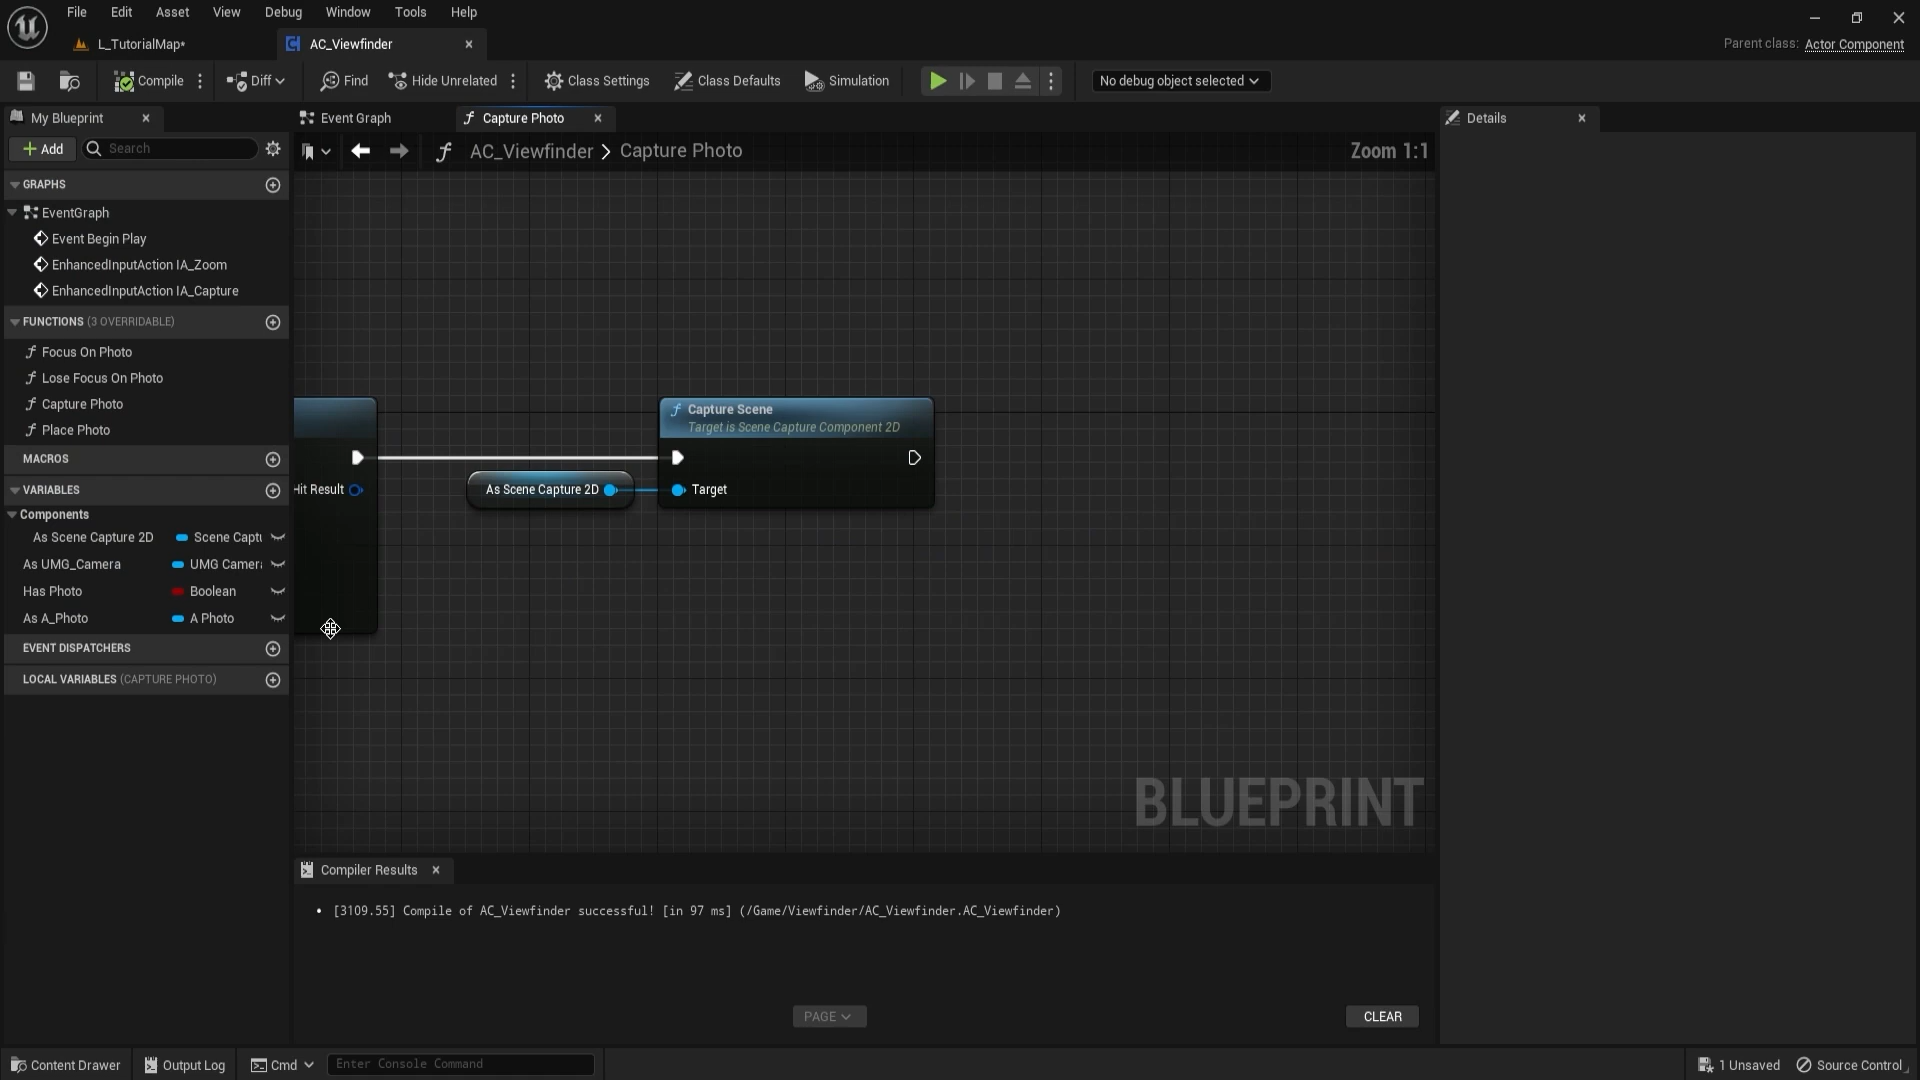 File Edit Asset View Debug Window Tools Help
L_TutorialMap*
AC_Viewfinder
Parent class: Actor Component
Compile
Diff
Find
Hide Unrelated
Class Settings
Class Defaults
Simulation
No debug object selected
My Blueprint
Event Graph
Capture Photo
Details
Add
Search
AC_Viewfinder > Capture Photo
Zoom 1:1
GRAPHS
EventGraph
Event Begin Play
EnhancedInputAction IA_Zoom
EnhancedInputAction IA_Capture
FUNCTIONS (3 OVERRIDABLE)
Focus On Photo
Lose Focus On Photo
Capture Photo
Place Photo
MACROS
VARIABLES
Components
As Scene Capture 2D Scene Captu
As UMG_Camera UMG Camera
Has Photo Boolean
As A_Photo A Photo
EVENT DISPATCHERS
LOCAL VARIABLES (CAPTURE PHOTO)
Hit Result
As Scene Capture 2D
Capture Scene
Target is Scene Capture Component 2D
Target
BLUEPRINT
Compiler Results
• [3109.55] Compile of AC_Viewfinder successful! [in 97 ms] (/Game/Viewfinder/AC_Viewfinder.AC_Viewfinder)
PAGE
CLEAR
Content Drawer
Output Log
Cmd
Enter Console Command
1 Unsaved
Source Control